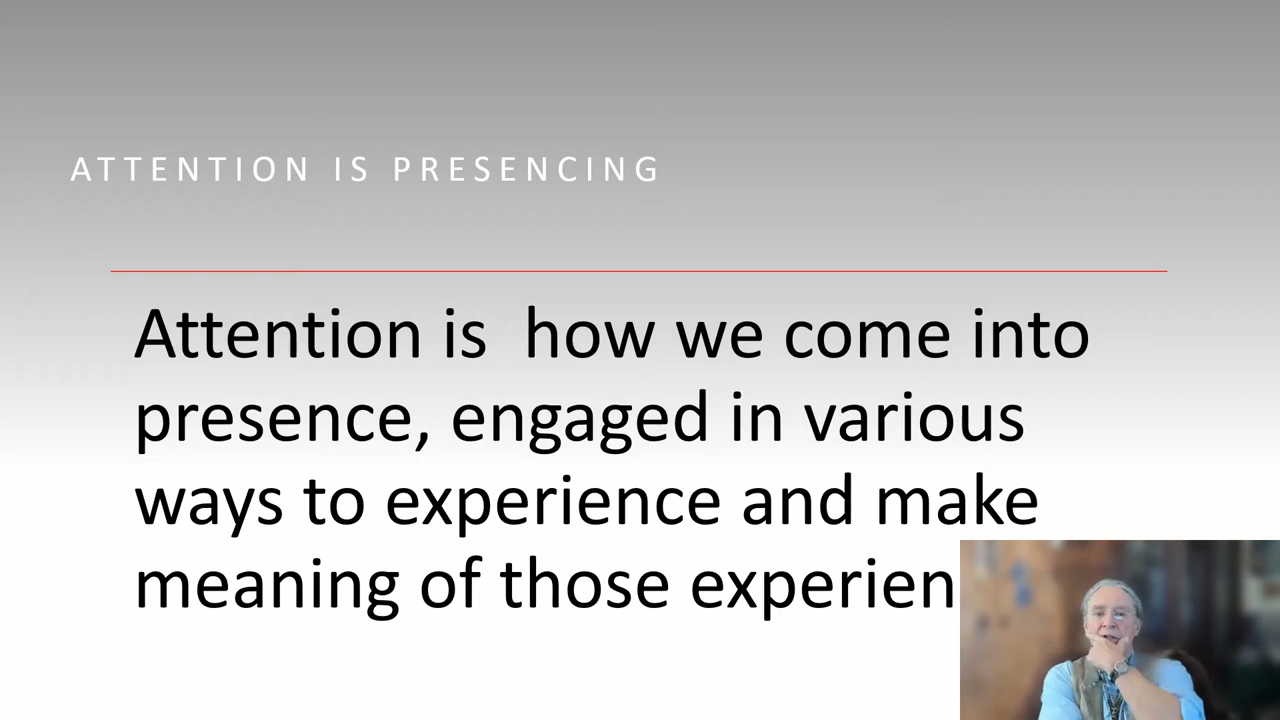 ATTENTION IS PRESENCING
Attention is  how we come into
presence, engaged in various
ways to experience and make
meaning of those experien